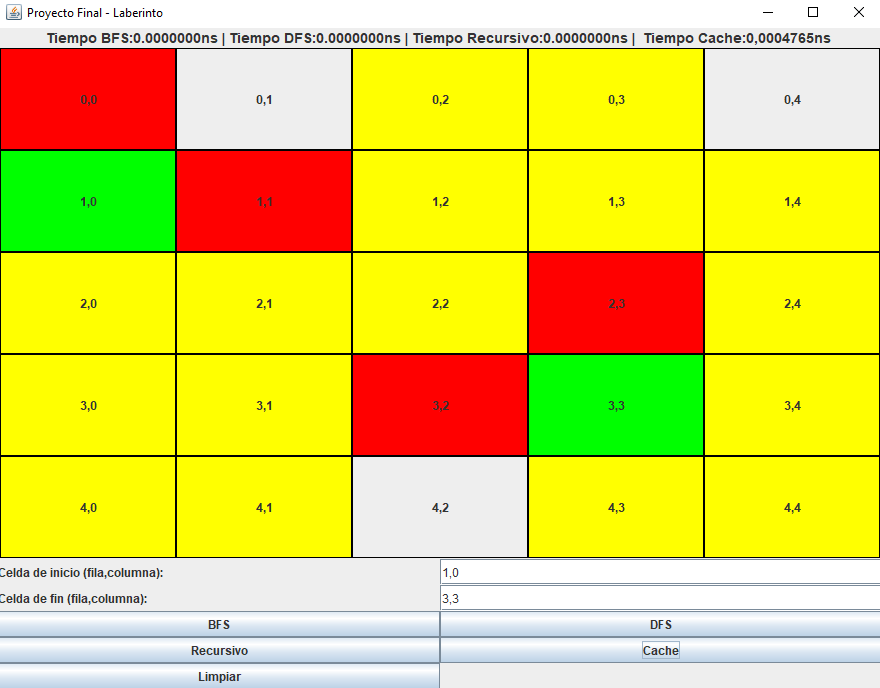 Proyecto Final - Laberinto
Tiempo BFS:0.0000000ns | Tiempo DFS:0.0000000ns | Tiempo Recursivo:0.0000000ns | Tiempo Cache:0,0004765ns
0,0 0,1 0,2 0,3 0,4
1,0 1,1 1,2 1,3 1,4
2,0 2,1 2,2 2,3 2,4
3,0 3,1 3,2 3,3 3,4
4,0 4,1 4,2 4,3 4,4
Celda de inicio (fila,columna): 1,0
Celda de fin (fila,columna): 3,3
BFS DFS
Recursivo Cache
Limpiar